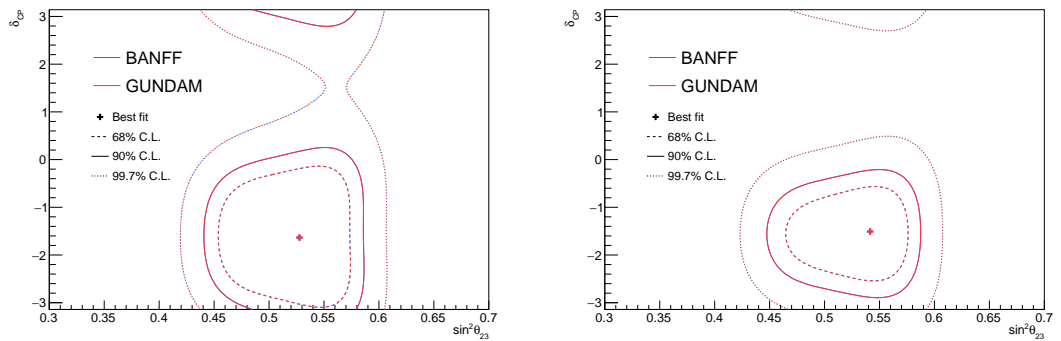 δCP
3
2
1
0
−1
−2
−3
BANFF
GUNDAM
Best fit
68% C.L.
90% C.L.
99.7% C.L.
0.3 0.35 0.4 0.45 0.5 0.55 0.6 0.65 0.7
sin²θ23
δCP
3
2
1
0
−1
−2
−3
BANFF
GUNDAM
Best fit
68% C.L.
90% C.L.
99.7% C.L.
0.3 0.35 0.4 0.45 0.5 0.55 0.6 0.65 0.7
sin²θ23